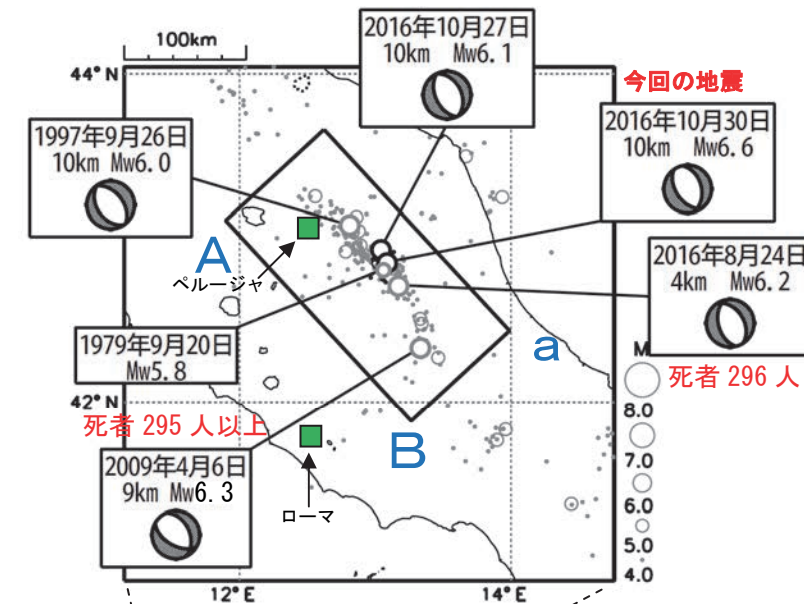 100km
44°N
2016年10月27日
10km Mw6.1
今回の地震
2016年10月30日
10km Mw6.6
1997年9月26日
10km Mw6.0
A
ペルージャ
2016年8月24日
4km Mw6.2
a
M
死者 296 人
1979年9月20日
Mw5.8
42°N
死者 295 人以上
B
2009年4月6日
9km Mw6.3
ローマ
8.0
7.0
6.0
5.0
4.0
12°E
14°E